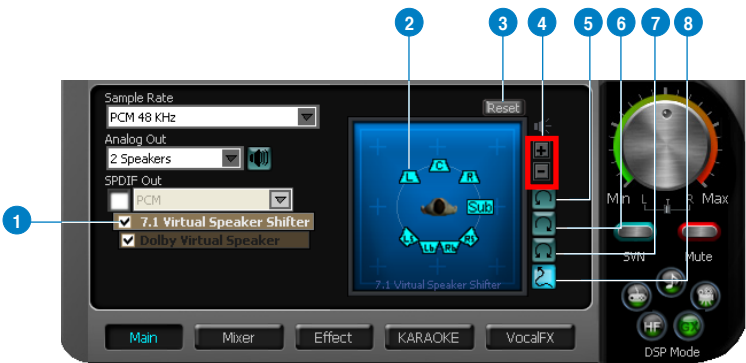 2
3
4
5
6
7
8
Sample Rate
PCM 48 KHz
Reset
Analog Out
2 Speakers
SPDIF Out
PCM
1
7.1 Virtual Speaker Shifter
Dolby Virtual Speaker
C
L
R
Sub
Ls
Lb
Rb
Rs
7.1 Virtual Speaker Shifter
Min
L
R
Max
SVN
Mute
HF
GX
DSP Mode
Main
Mixer
Effect
KARAOKE
VocalFX